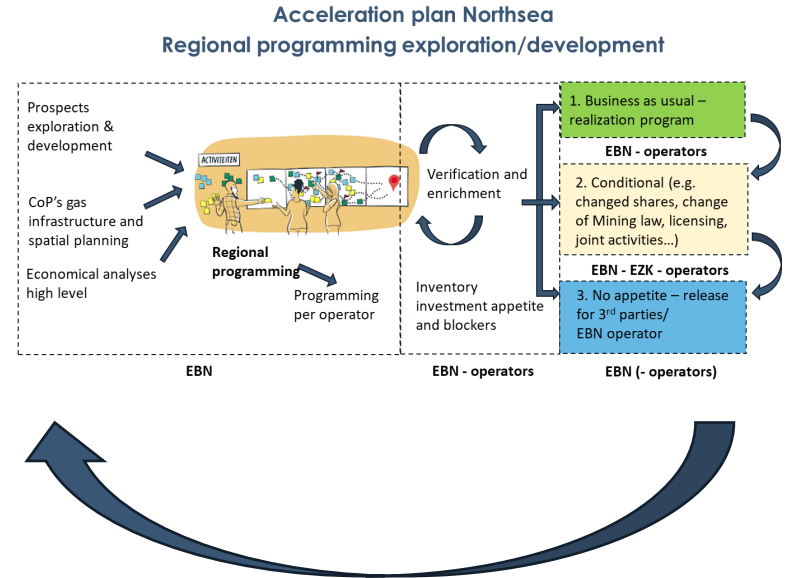 Acceleration plan Northsea
Regional programming exploration/development
Prospects
exploration &
development
CoP's gas
infrastructure and
spatial planning
Economical analyses
high level
ACTIVITEITEN
Regional
programming
Programming
per operator
EBN
Verification and
enrichment
Inventory
investment appetite
and blockers
EBN - operators
1. Business as usual –
realization program
EBN - operators
2. Conditional (e.g.
changed shares, change
of Mining law, licensing,
joint activities...)
EBN - EZK - operators
3. No appetite – release
for 3rd parties/
EBN operator
EBN (- operators)